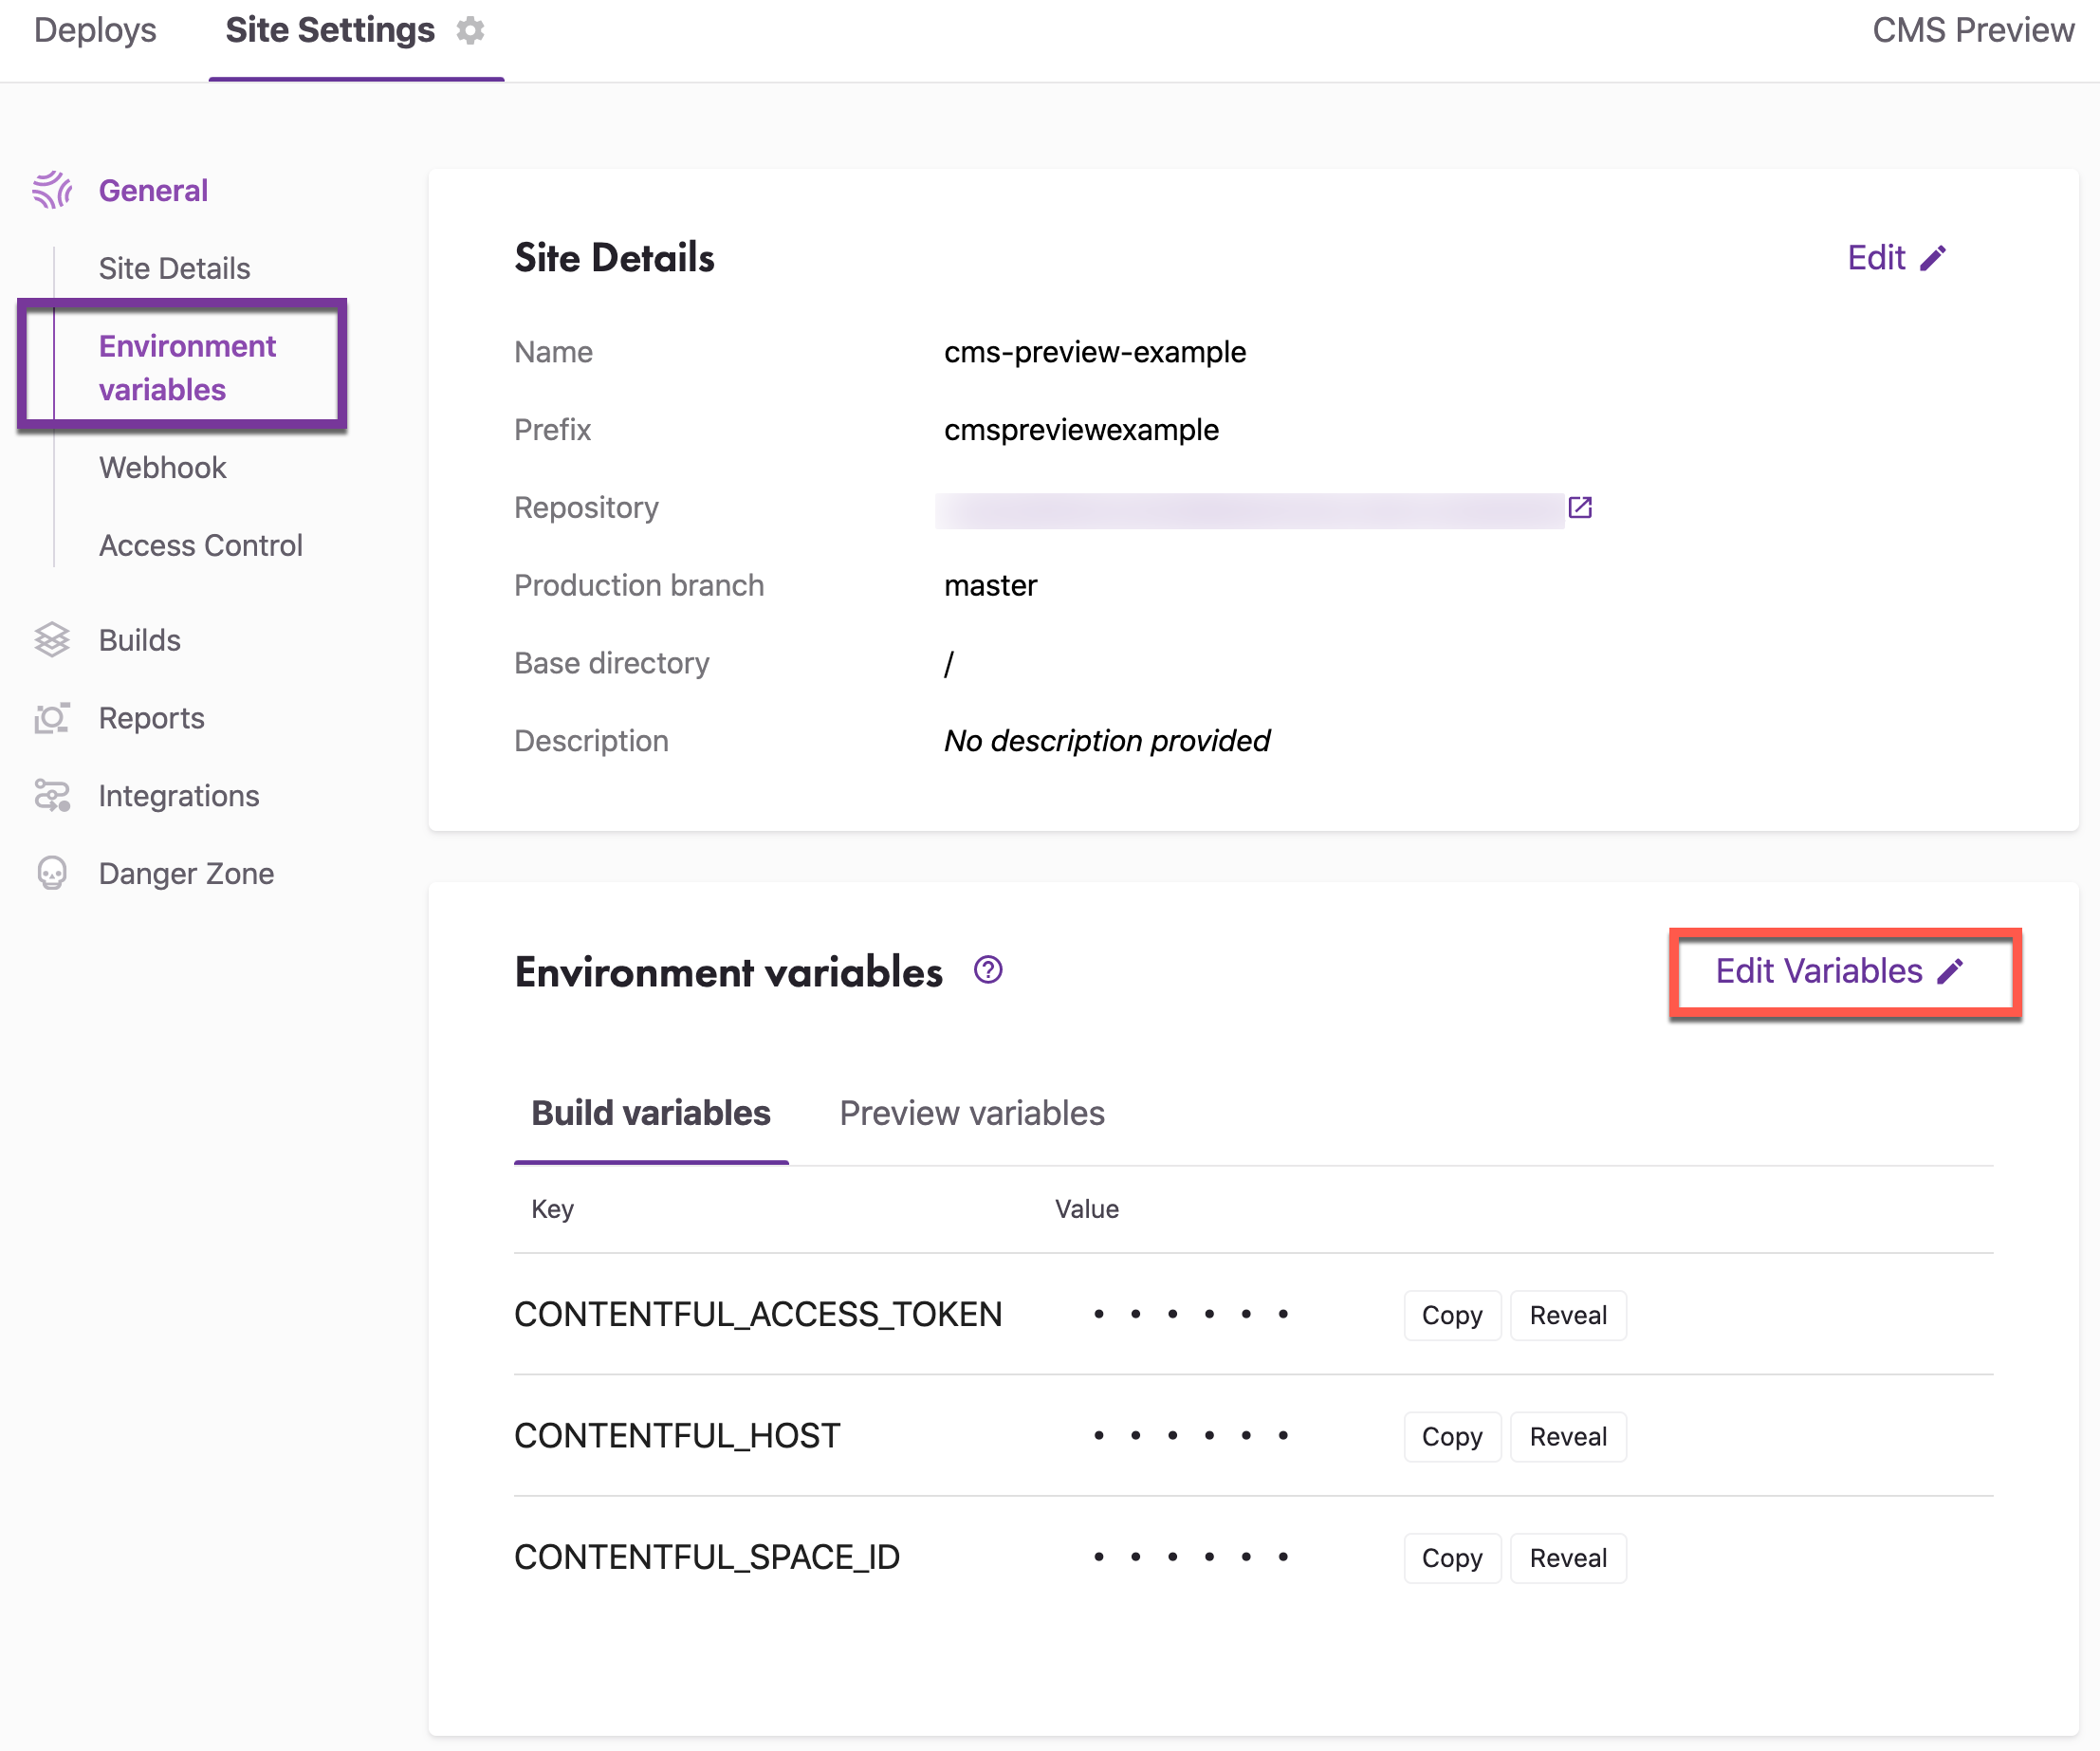 Deploys
Site Settings
CMS Preview
General
Site Details
Environment
variables
Webhook
Access Control
Builds
Reports
Integrations
Danger Zone
Site Details
Edit
Name cms-preview-example
Prefix cmspreviewexample
Repository
Production branch master
Base directory /
Description No description provided
Environment variables ?
Edit Variables
Build variables Preview variables
Key Value
CONTENTFUL_ACCESS_TOKEN • • • • • • Copy Reveal
CONTENTFUL_HOST • • • • • • Copy Reveal
CONTENTFUL_SPACE_ID • • • • • • Copy Reveal